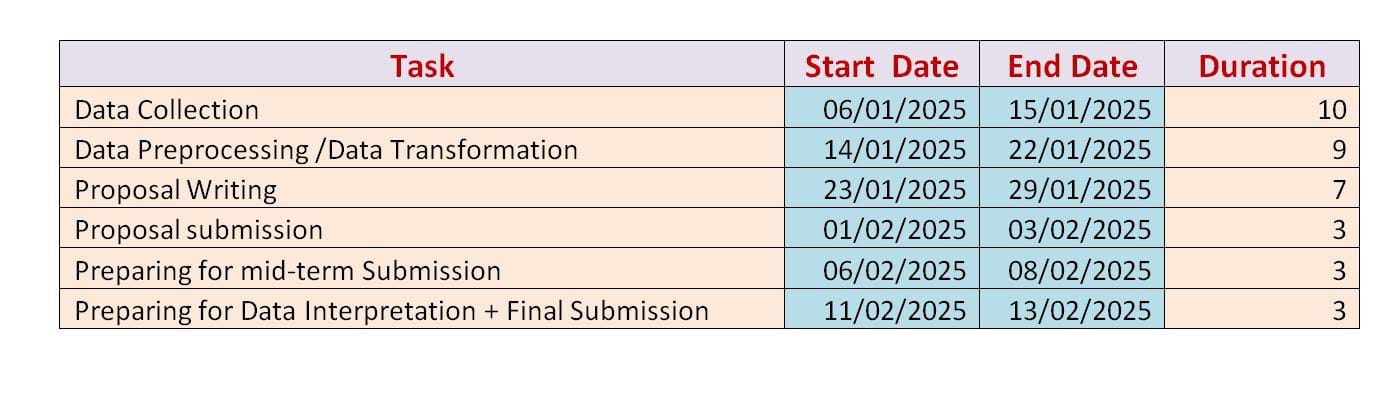 Task Start Date End Date Duration
Data Collection 06/01/2025 15/01/2025 10
Data Preprocessing /Data Transformation 14/01/2025 22/01/2025 9
Proposal Writing 23/01/2025 29/01/2025 7
Proposal submission 01/02/2025 03/02/2025 3
Preparing for mid-term Submission 06/02/2025 08/02/2025 3
Preparing for Data Interpretation + Final Submission 11/02/2025 13/02/2025 3